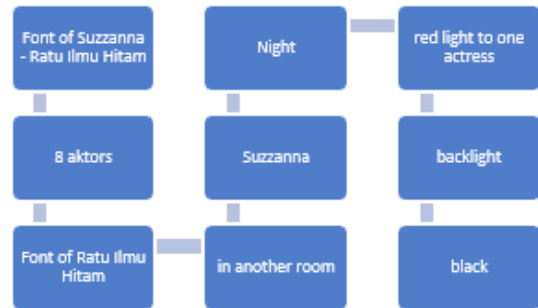 Font of Suzzanna
- Ratu Ilmu Hitam
8 aktors
Font of Ratu Ilmu
Hitam
in another room
Suzzanna
Night
red light to one
actress
backlight
black